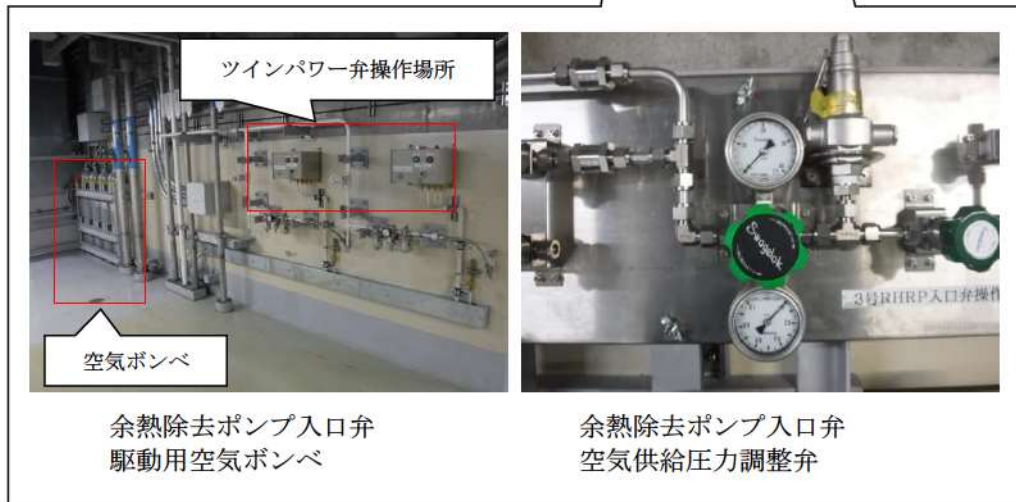 ツインパワー弁操作場所
空気ボンベ
Swagelok
3号RHRP入口弁操作
余熱除去ポンプ入口弁
駆動用空気ボンベ
余熱除去ポンプ入口弁
空気供給圧力調整弁